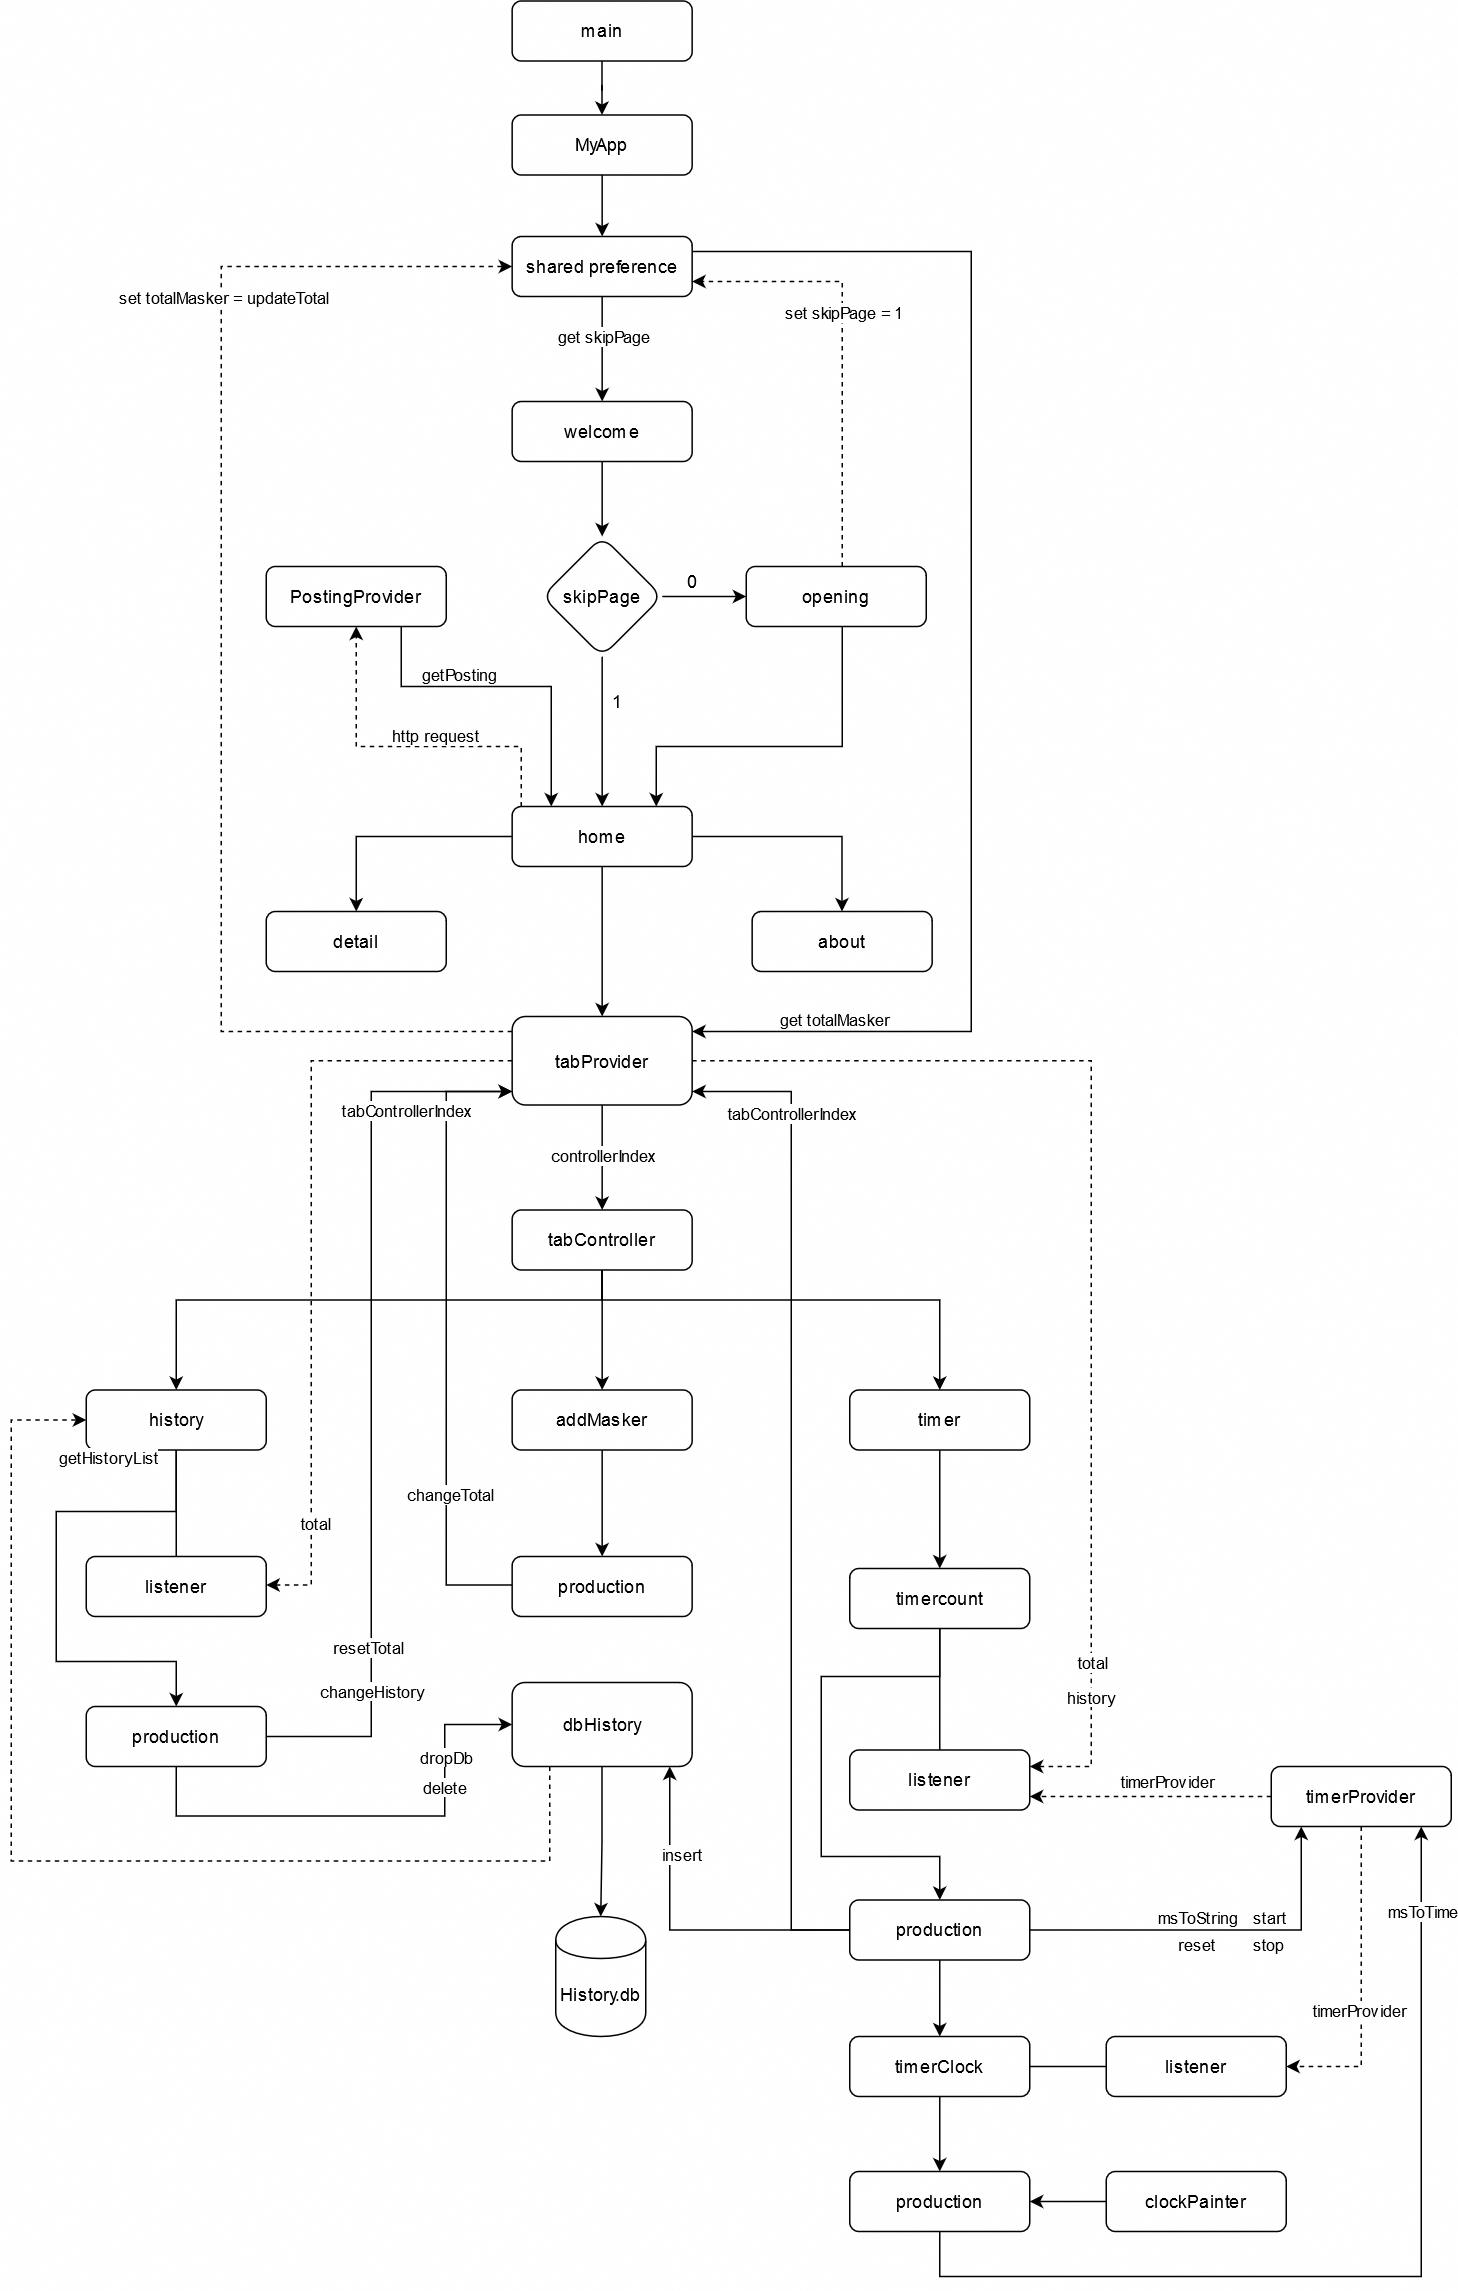 main
MyApp
shared preference
set totalMasker = updateTotal
set skipPage = 1
get skipPage
welcome
PostingProvider
skipPage
0
opening
getPosting
1
http request
home
detail
about
get totalMasker
tabProvider
tabControllerIndex
tabControllerIndex
controllerIndex
tabController
history
addMasker
timer
getHistoryList
changeTotal
total
listener
production
timercount
resetTotal
total
changeHistory
history
production
dbHistory
dropDb
delete
listener
timerProvider
timerProvider
insert
production
msToString
start
reset
stop
msToTime
History.db
timerProvider
timerClock
listener
production
clockPainter